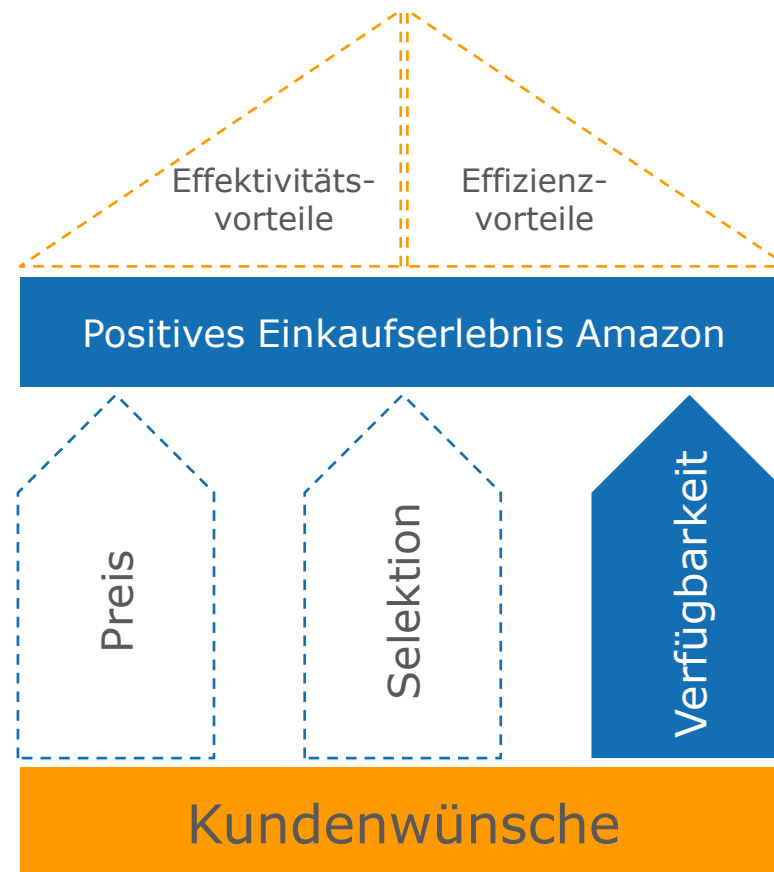 Effektivitäts-
vorteile
Effizienz-
vorteile
Positives Einkaufserlebnis Amazon
Preis
Selektion
Verfügbarkeit
Kundenwünsche